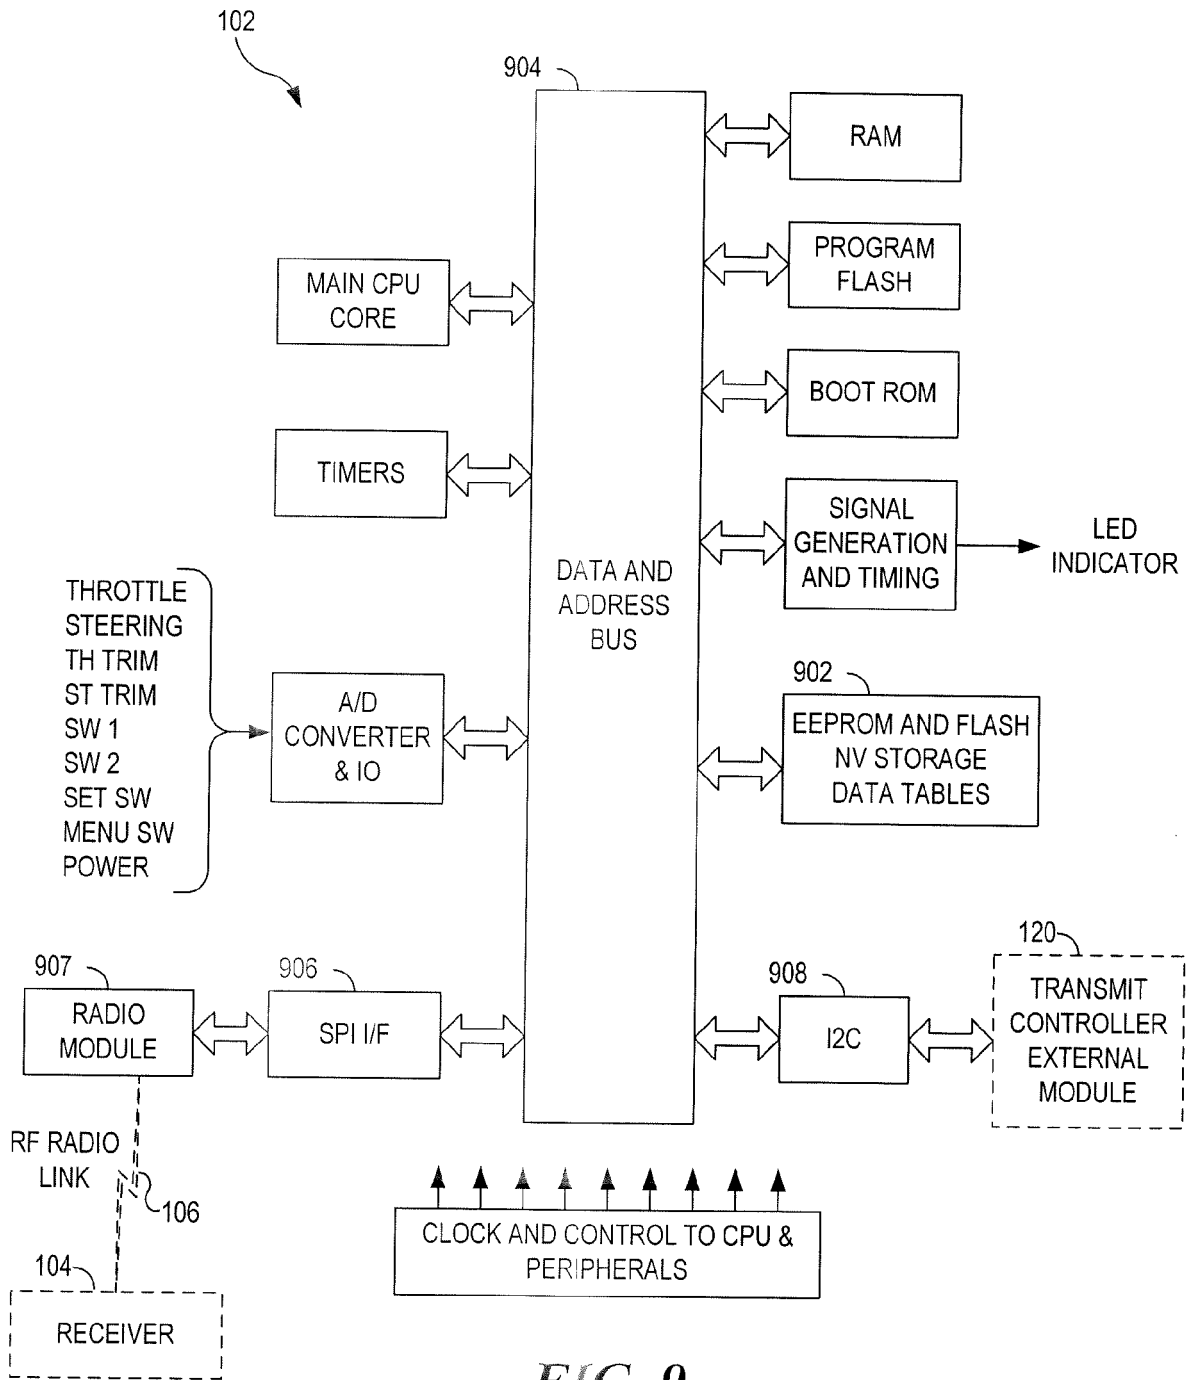 102
904
RAM
PROGRAM
FLASH
MAIN CPU
CORE
BOOT ROM
TIMERS
SIGNAL
GENERATION
AND TIMING
LED
INDICATOR
DATA AND
ADDRESS
BUS
THROTTLE
STEERING
TH TRIM
ST TRIM
SW 1
SW 2
SET SW
MENU SW
POWER
A/D
CONVERTER
& IO
902
EEPROM AND FLASH
NV STORAGE
DATA TABLES
907
RADIO
MODULE
906
SPI I/F
908
I2C
120
TRANSMIT
CONTROLLER
EXTERNAL
MODULE
RF RADIO
LINK
106
CLOCK AND CONTROL TO CPU &
PERIPHERALS
104
RECEIVER
FIG. 9